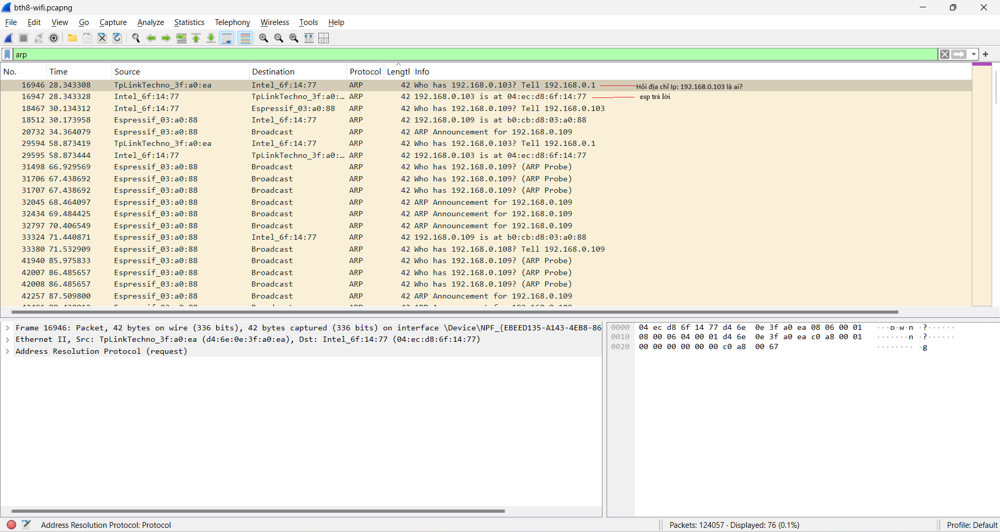 bth8-wifi.pcapng
File Edit View Go Capture Analyze Statistics Telephony Wireless Tools Help
arp
No. Time Source Destination Protocol Length Info
16946 28.343308 TpLinkTechno_3f:a0:ea Intel_6f:14:77 ARP 42 Who has 192.168.0.103? Tell 192.168.0.1 Hỏi địa chỉ Ip: 192.168.0.103 là ai?
16947 28.343328 Intel_6f:14:77 TpLinkTechno_3f:a0:… ARP 42 192.168.0.103 is at 04:ec:d8:6f:14:77 esp trả lời
18467 30.134312 Intel_6f:14:77 Espressif_03:a0:88 ARP 42 Who has 192.168.0.109? Tell 192.168.0.103
18512 30.173958 Espressif_03:a0:88 Intel_6f:14:77 ARP 42 192.168.0.109 is at b0:cb:d8:03:a0:88
20732 34.364079 Espressif_03:a0:88 Broadcast ARP 42 ARP Announcement for 192.168.0.109
29594 58.873419 TpLinkTechno_3f:a0:ea Intel_6f:14:77 ARP 42 Who has 192.168.0.103? Tell 192.168.0.1
29595 58.873444 Intel_6f:14:77 TpLinkTechno_3f:a0:… ARP 42 192.168.0.103 is at 04:ec:d8:6f:14:77
31498 66.929569 Espressif_03:a0:88 Broadcast ARP 42 Who has 192.168.0.109? (ARP Probe)
31706 67.438692 Espressif_03:a0:88 Broadcast ARP 42 Who has 192.168.0.109? (ARP Probe)
31707 67.438692 Espressif_03:a0:88 Broadcast ARP 42 Who has 192.168.0.109? (ARP Probe)
32045 68.464097 Espressif_03:a0:88 Broadcast ARP 42 ARP Announcement for 192.168.0.109
32434 69.484425 Espressif_03:a0:88 Broadcast ARP 42 ARP Announcement for 192.168.0.109
32797 70.406549 Espressif_03:a0:88 Broadcast ARP 42 ARP Announcement for 192.168.0.109
33324 71.440871 Espressif_03:a0:88 Intel_6f:14:77 ARP 42 192.168.0.109 is at b0:cb:d8:03:a0:88
33380 71.532909 Espressif_03:a0:88 Broadcast ARP 42 Who has 192.168.0.108? Tell 192.168.0.109
41940 85.975833 Espressif_03:a0:88 Broadcast ARP 42 Who has 192.168.0.109? (ARP Probe)
42007 86.485657 Espressif_03:a0:88 Broadcast ARP 42 Who has 192.168.0.109? (ARP Probe)
42008 86.485657 Espressif_03:a0:88 Broadcast ARP 42 Who has 192.168.0.109? (ARP Probe)
42257 87.509800 Espressif_03:a0:88 Broadcast ARP 42 ARP Announcement for 192.168.0.109
Frame 16946: Packet, 42 bytes on wire (336 bits), 42 bytes captured (336 bits) on interface \Device\NPF_{EBEED135-A143-4EB8-86
Ethernet II, Src: TpLinkTechno_3f:a0:ea (d4:6e:0e:3f:a0:ea), Dst: Intel_6f:14:77 (04:ec:d8:6f:14:77)
Address Resolution Protocol (request)
0000 04 ec d8 6f 14 77 d4 6e 0e 3f a0 ea 08 06 00 01 ···o·w·n ·?······
0010 08 00 06 04 00 01 d4 6e 0e 3f a0 ea c0 a8 00 01 ·······n ·?······
0020 00 00 00 00 00 00 c0 a8 00 67 ········ ·g
Address Resolution Protocol: Protocol
Packets: 124057 · Displayed: 76 (0.1%)
Profile: Default